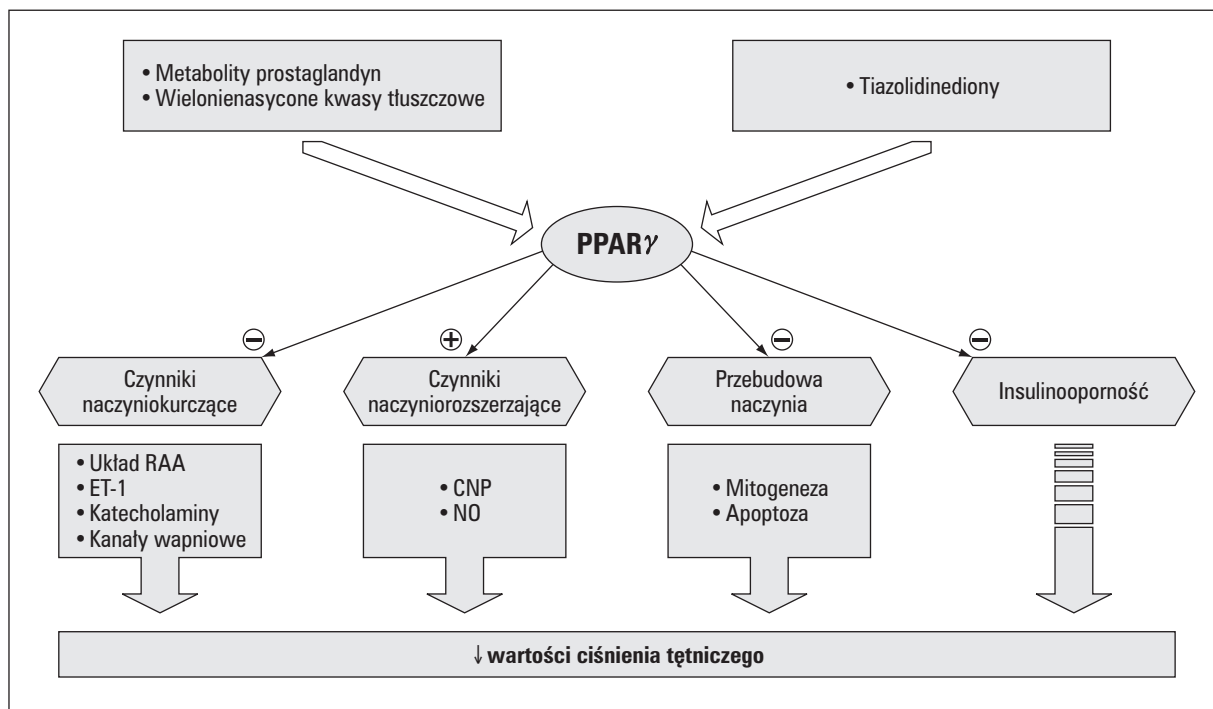 • Metabolity prostaglandyn
• Wielonienasycone kwasy tłuszczowe
• Tiazolidinediony
PPARγ
−
+
−
−
Czynniki
naczyniokurczące
Czynniki
naczyniorozszerzające
Przebudowa
naczynia
Insulinooporność
• Układ RAA
• ET-1
• Katecholaminy
• Kanały wapniowe
• CNP
• NO
• Mitogeneza
• Apoptoza
↓ wartości ciśnienia tętniczego